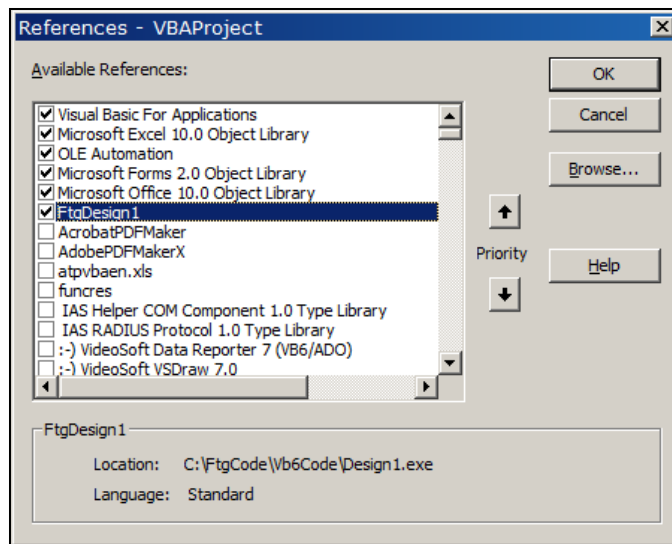 References - VBAProject
Available References:
Visual Basic For Applications
Microsoft Excel 10.0 Object Library
OLE Automation
Microsoft Forms 2.0 Object Library
Microsoft Office 10.0 Object Library
FtgDesign1
AcrobatPDFMaker
AdobePDFMakerX
atpvbaen.xls
funcres
IAS Helper COM Component 1.0 Type Library
IAS RADIUS Protocol 1.0 Type Library
:-) VideoSoft Data Reporter 7 (VB6/ADO)
:-) VideoSoft VSDraw 7.0
OK
Cancel
Browse...
Priority
Help
FtgDesign1
Location: C:\FtgCode\Vb6Code\Design1.exe
Language: Standard